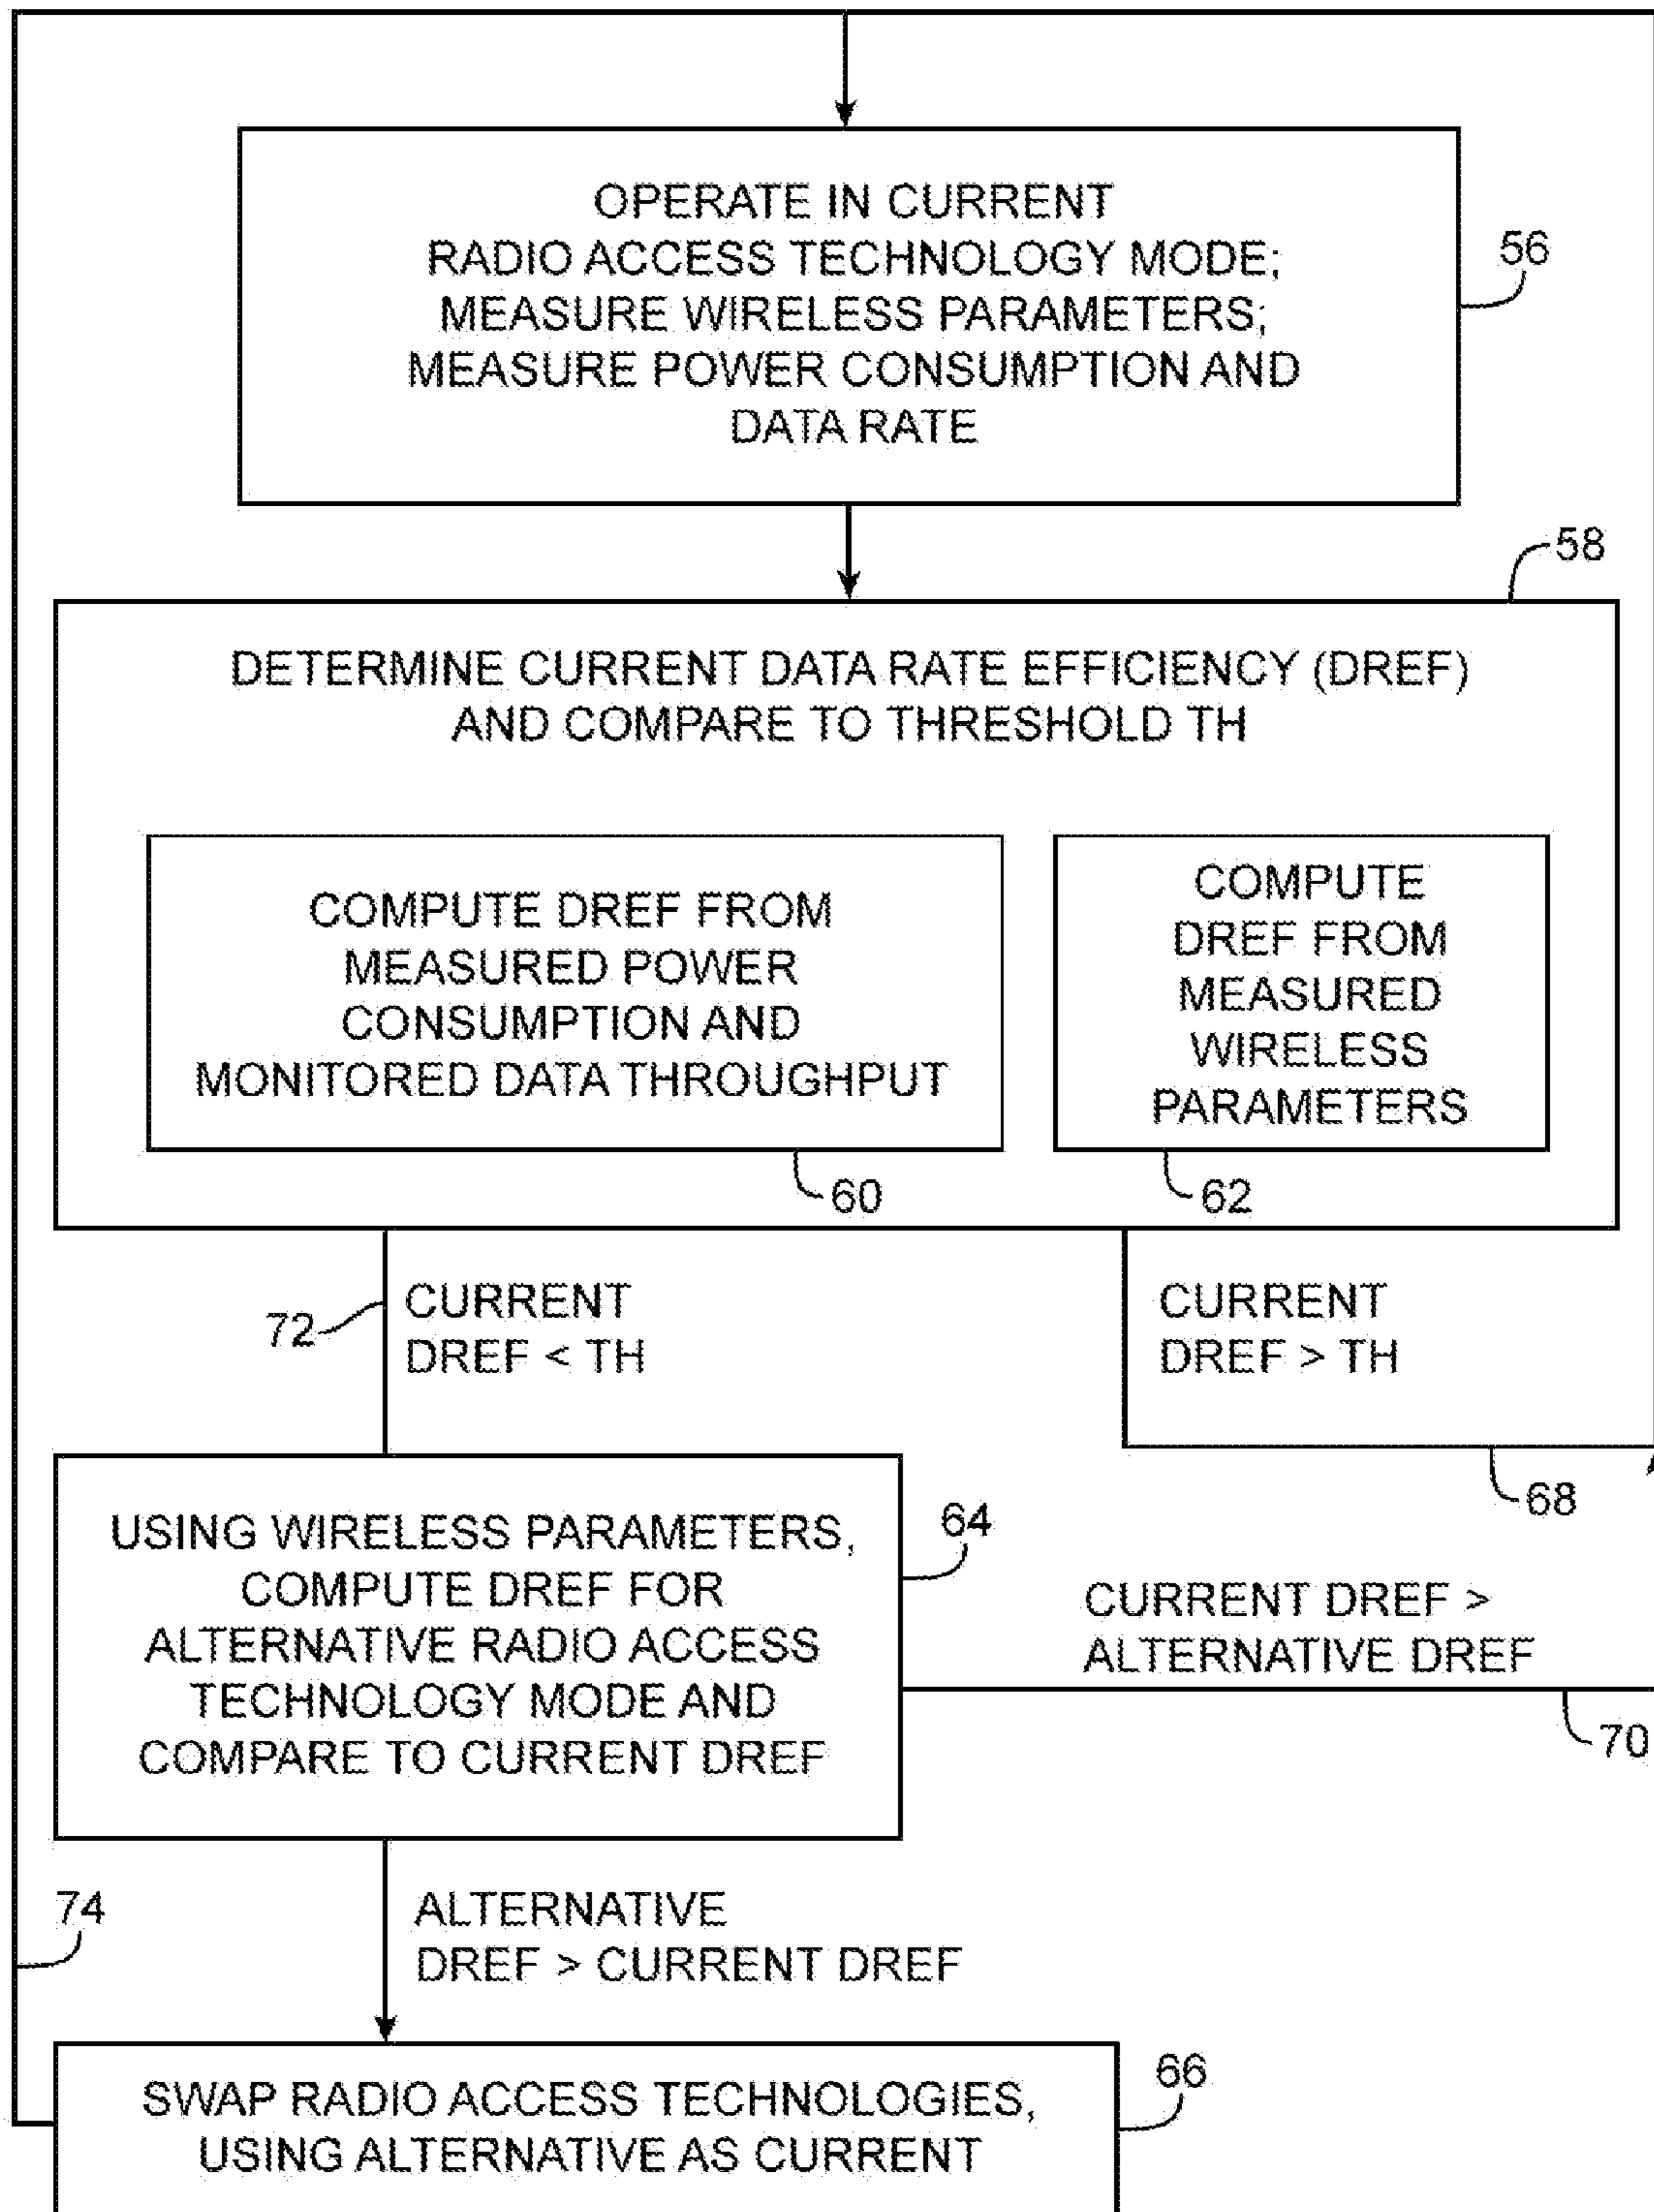 OPERATE IN CURRENT
RADIO ACCESS TECHNOLOGY MODE;
MEASURE WIRELESS PARAMETERS;
MEASURE POWER CONSUMPTION AND
DATA RATE
56
58
DETERMINE CURRENT DATA RATE EFFICIENCY (DREF)
AND COMPARE TO THRESHOLD TH
COMPUTE DREF FROM
MEASURED POWER
CONSUMPTION AND
MONITORED DATA THROUGHPUT
60
COMPUTE
DREF FROM
MEASURED
WIRELESS
PARAMETERS
62
72
CURRENT
DREF < TH
CURRENT
DREF > TH
68
USING WIRELESS PARAMETERS,
COMPUTE DREF FOR
ALTERNATIVE RADIO ACCESS
TECHNOLOGY MODE AND
COMPARE TO CURRENT DREF
64
CURRENT DREF >
ALTERNATIVE DREF
70
74
ALTERNATIVE
DREF > CURRENT DREF
SWAP RADIO ACCESS TECHNOLOGIES,
USING ALTERNATIVE AS CURRENT
66